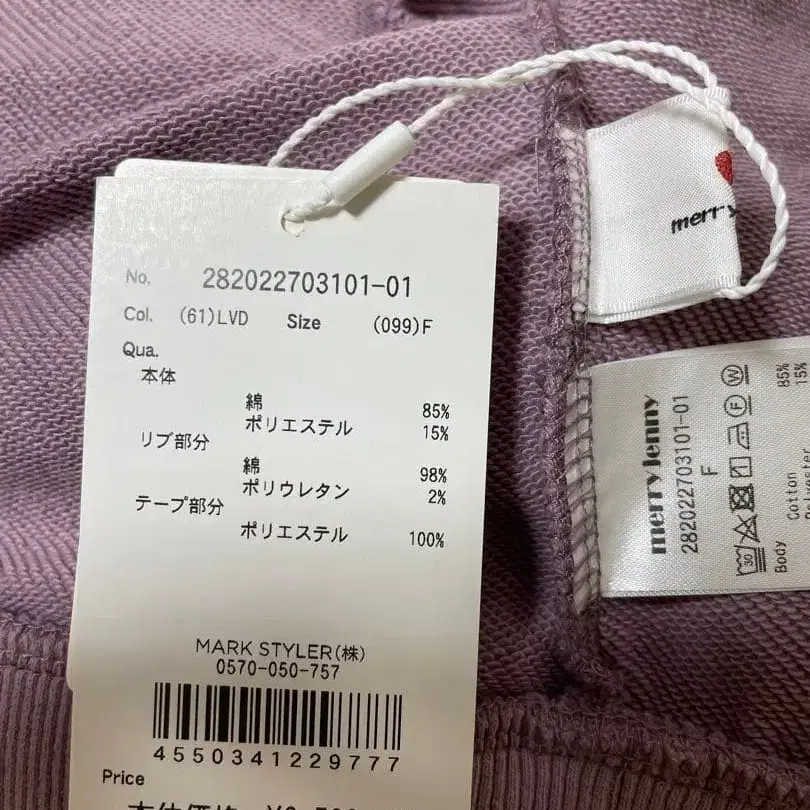 No. 282022703101-01
Col. (61)LVD Size (099)F
Qua.
本体
綿 85%
ポリエステル 15%
リブ部分
綿 98%
ポリウレタン 2%
テープ部分
ポリエステル 100%
MARK STYLER(株)
0570-050-757
4550341229777
Price
merry jenny
282022703101-01
F
30
Body
Cotton 85%
15%